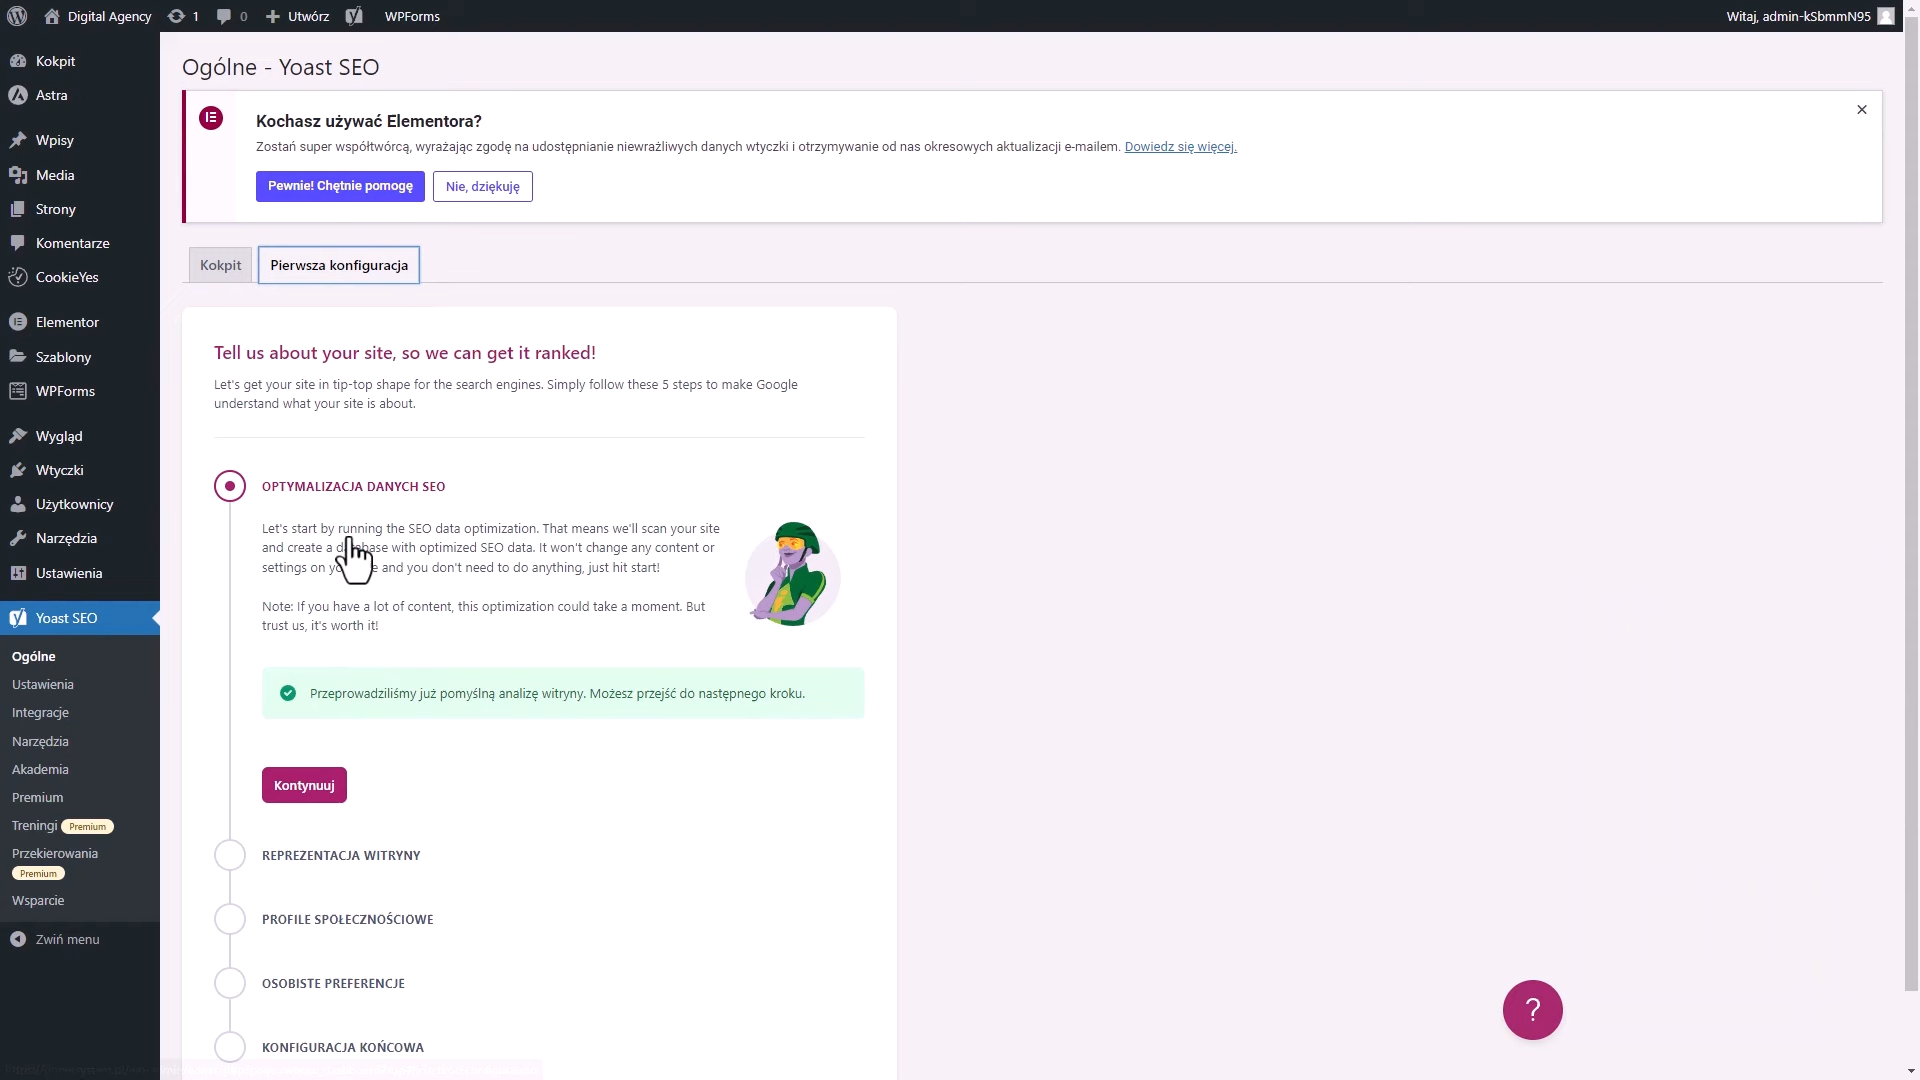 Digital Agency 1 0 Utwórz WPForms Witaj, admin-kSbmmN95
Kokpit
Astra
Wpisy
Media
Strony
Komentarze
CookieYes
Elementor
Szablony
WPForms
Wygląd
Wtyczki
Użytkownicy
Narzędzia
Ustawienia
Yoast SEO
Ogólne
Ustawienia
Integracje
Narzędzia
Akademia
Premium
Treningi Premium
Przekierowania
Premium
Wsparcie
Zwiń menu
Ogólne - Yoast SEO
Kochasz używać Elementora?
Zostań super współtwórcą, wyrażając zgodę na udostępnianie niewrażliwych danych wtyczki i otrzymywanie od nas okresowych aktualizacji e-mailem. Dowiedz się więcej.
Pewnie! Chętnie pomogę Nie, dziękuję
Kokpit Pierwsza konfiguracja
Tell us about your site, so we can get it ranked!
Let's get your site in tip-top shape for the search engines. Simply follow these 5 steps to make Google
understand what your site is about.
OPTYMALIZACJA DANYCH SEO
Let's start by running the SEO data optimization. That means we'll scan your site
and create a database with optimized SEO data. It won't change any content or
settings on and you don't need to do anything, just hit start!
Note: If you have a lot of content, this optimization could take a moment. But
trust us, it's worth it!
Przeprowadziliśmy już pomyślną analizę witryny. Możesz przejść do następnego kroku.
Kontynuuj
REPREZENTACJA WITRYNY
PROFILE SPOŁECZNOŚCIOWE
OSOBISTE PREFERENCJE
KONFIGURACJA KOŃCOWA
?